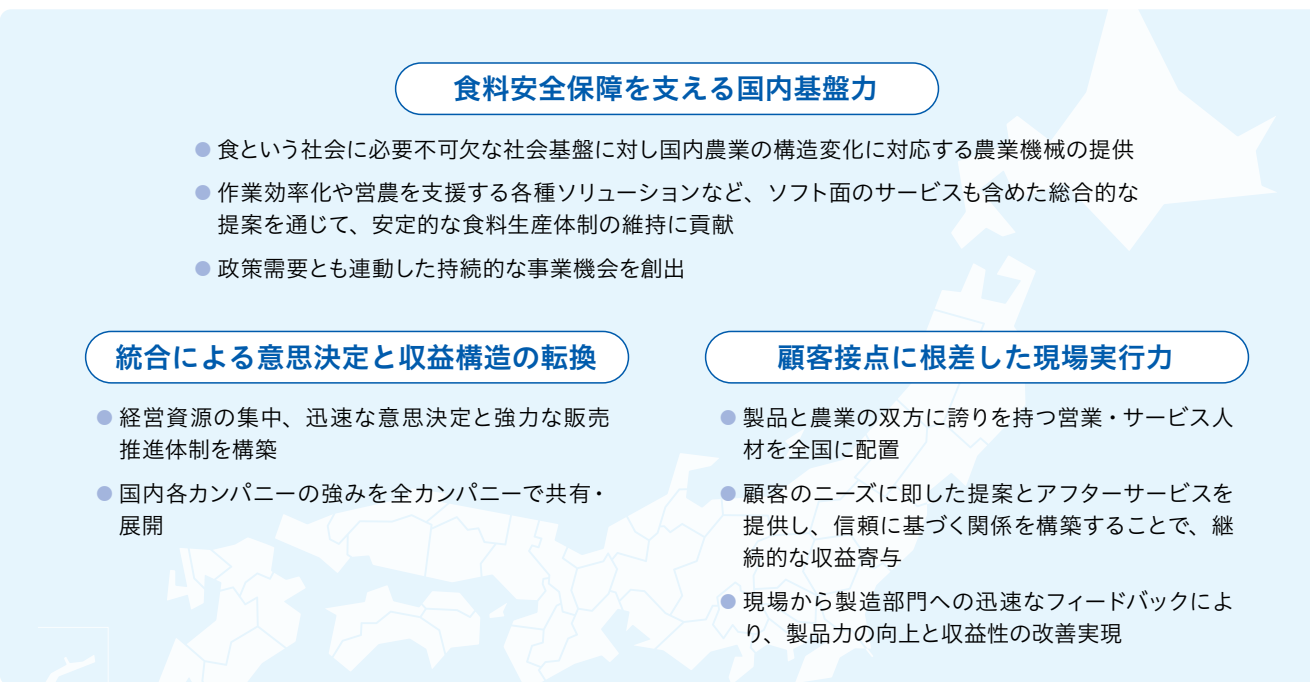 食料安全保障を支える国内基盤力
● 食という社会に必要不可欠な社会基盤に対し国内農業の構造変化に対応する農業機械の提供
● 作業効率化や営農を支援する各種ソリューションなど、ソフト面のサービスも含めた総合的な
提案を通じて、安定的な食料生産体制の維持に貢献
● 政策需要とも連動した持続的な事業機会を創出
統合による意思決定と収益構造の転換
● 経営資源の集中、迅速な意思決定と強力な販売
推進体制を構築
● 国内各カンパニーの強みを全カンパニーで共有・
展開
顧客接点に根差した現場実行力
● 製品と農業の双方に誇りを持つ営業・サービス人
材を全国に配置
● 顧客のニーズに即した提案とアフターサービスを
提供し、信頼に基づく関係を構築することで、継
続的な収益寄与
● 現場から製造部門への迅速なフィードバックによ
り、製品力の向上と収益性の改善実現